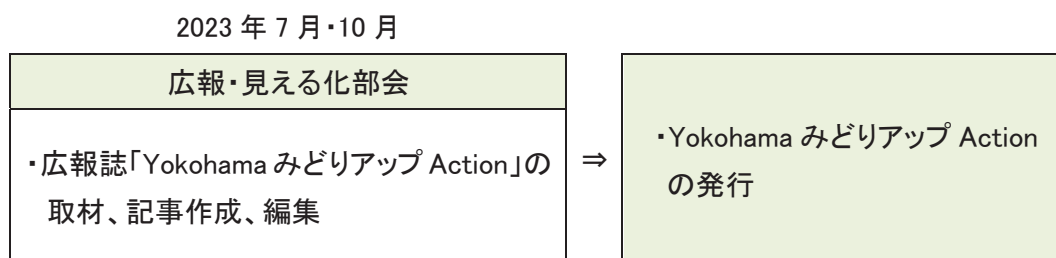 2023 年 7 月・10 月
広報・見える化部会
・広報誌「Yokohama みどりアップ Action」の
取材、記事作成、編集
⇒
・Yokohama みどりアップ Action
の発行